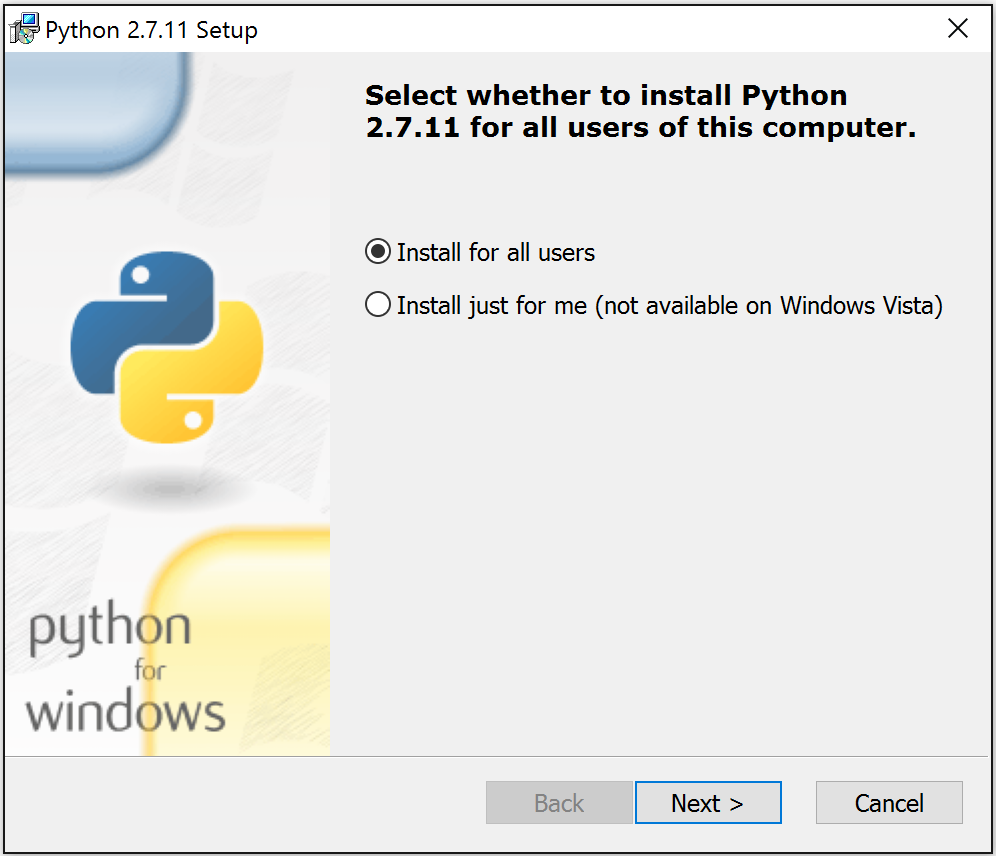 Python 2.7.11 Setup
Select whether to install Python
2.7.11 for all users of this computer.
Install for all users
Install just for me (not available on Windows Vista)
python
for
windows
Back
Next >
Cancel